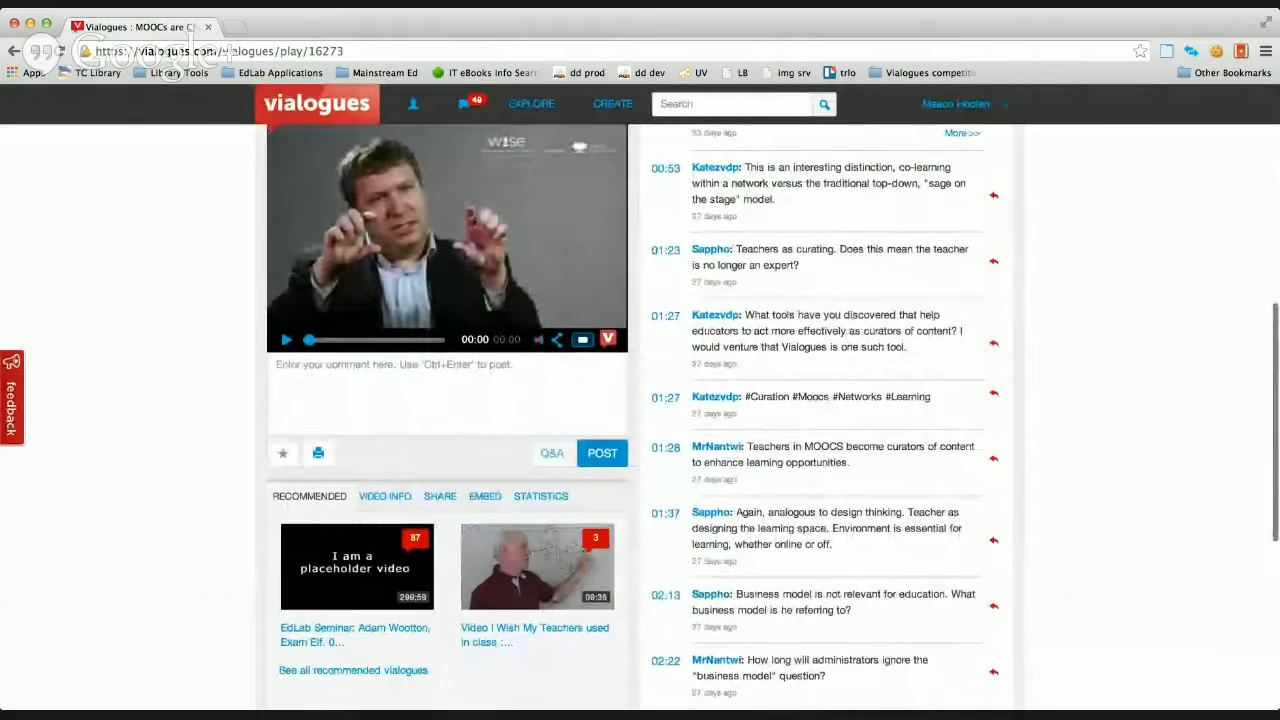 Vialogues : MOOCs are Ch
Google+
https://vialogues.com/vialogues/play/16273
Apps
TC Library
Library Tools
EdLab Applications
Mainstream Ed
IT eBooks Info Sear
dd prod
dd dev
UV
LB
img srv
trlo
Vialogues competiti
Other Bookmarks
vialogues
49
EXPLORE
CREATE
Search
WISE
More >>
00:53 Katezvdp: This is an interesting distinction, co-learning
within a network versus the traditional top-down, "sage on
the stage" model.
27 days ago
01:23 Sappho: Teachers as curating. Does this mean the teacher
is no longer an expert?
27 days ago
01:27 Katezvdp: What tools have you discovered that help
educators to act more effectively as curators of content? I
would venture that Vialogues is one such tool.
27 days ago
01:27 Katezvdp: #Curation #Moocs #Networks #Learning
27 days ago
01:28 MrNantwi: Teachers in MOOCS become curators of content
to enhance learning opportunities.
27 days ago
01:37 Sappho: Again, analogous to design thinking. Teacher as
designing the learning space. Environment is essential for
learning, whether online or off.
27 days ago
02:13 Sappho: Business model is not relevant for education. What
business model is he referring to?
27 days ago
02:22 MrNantwi: How long will administrators ignore the
"business model" question?
27 days ago
00:00 00:00
V
Enter your comment here. Use 'Ctrl+Enter' to post.
Q&A
POST
RECOMMENDED
VIDEO INFO
SHARE
EMBED
STATISTICS
87
I am a
placeholder video
299:59
EdLab Seminar: Adam Wootton,
Exam Elf. 0...
3
08:36
Video I Wish My Teachers used
in class :...
See all recommended vialogues
feedback